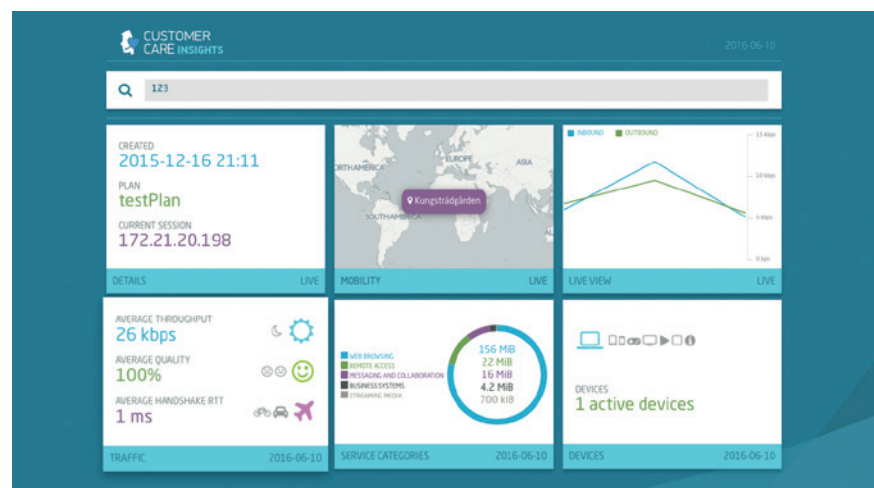 CUSTOMER
CARE INSIGHTS
2016-06-10
123
CREATED
2015-12-16 21:11
PLAN
testPlan
CURRENT SESSION
172.21.20.198
DETAILS LIVE
NORTH AMERICA
EUROPE
ASIA
Kungsträdgården
SOUTH AMERICA
MOBILITY LIVE
INBOUND OUTBOUND
15 kbps
10 kbps
5 kbps
0 bps
LIVE VIEW LIVE
AVERAGE THROUGHPUT
26 kbps
AVERAGE QUALITY
100%
AVERAGE HANDSHAKE RTT
1 ms
TRAFFIC 2016-06-10
WEB BROWSING
REMOTE ACCESS
MESSAGING AND COLLABORATION
BUSINESS SYSTEMS
STREAMING MEDIA
156 MiB
22 MiB
16 MiB
4.2 MiB
700 kiB
SERVICE CATEGORIES 2016-06-10
DEVICES
1 active devices
DEVICES 2016-06-10